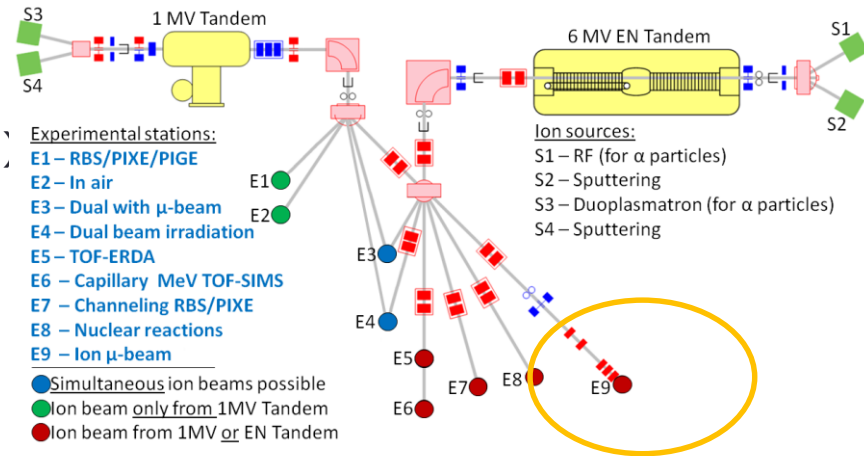 S3
1 MV Tandem
6 MV EN Tandem
S1
S4
S2
Experimental stations:
E1 – RBS/PIXE/PIGE
E2 – In air
E3 – Dual with μ-beam
E4 – Dual beam irradiation
E5 – TOF-ERDA
E6 – Capillary MeV TOF-SIMS
E7 – Channeling RBS/PIXE
E8 – Nuclear reactions
E9 – Ion μ-beam
Simultaneous ion beams possible
Ion beam only from 1MV Tandem
Ion beam from 1MV or EN Tandem
Ion sources:
S1 – RF (for α particles)
S2 – Sputtering
S3 – Duoplasmatron (for α particles)
S4 – Sputtering
E1
E2
E3
E4
E5
E6
E7
E8
E9